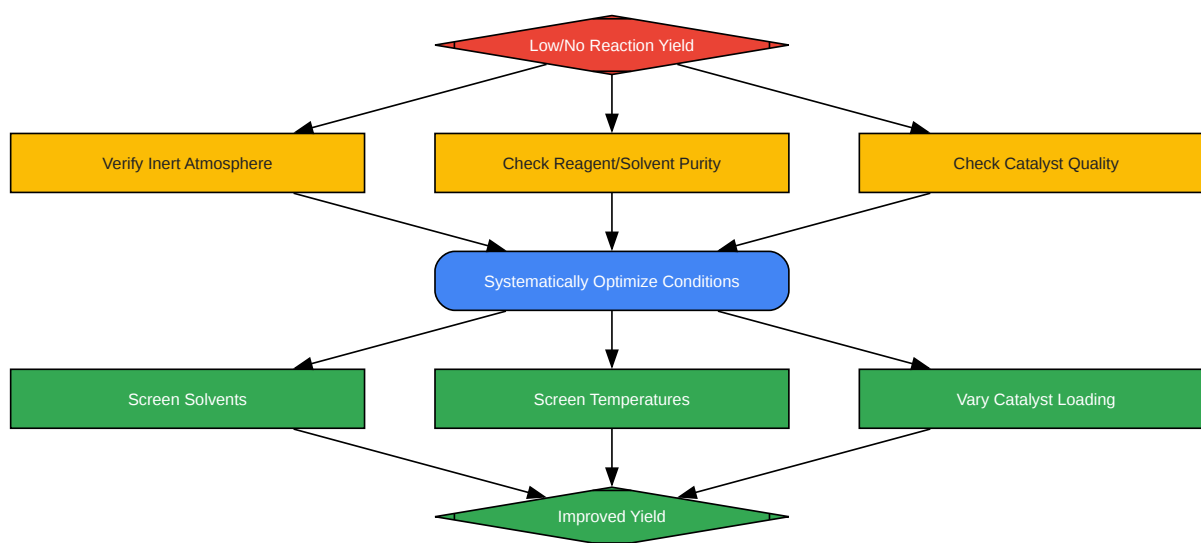 Low/No Reaction Yield
Verify Inert Atmosphere
Check Reagent/Solvent Purity
Check Catalyst Quality
Systematically Optimize Conditions
Screen Solvents
Screen Temperatures
Vary Catalyst Loading
Improved Yield